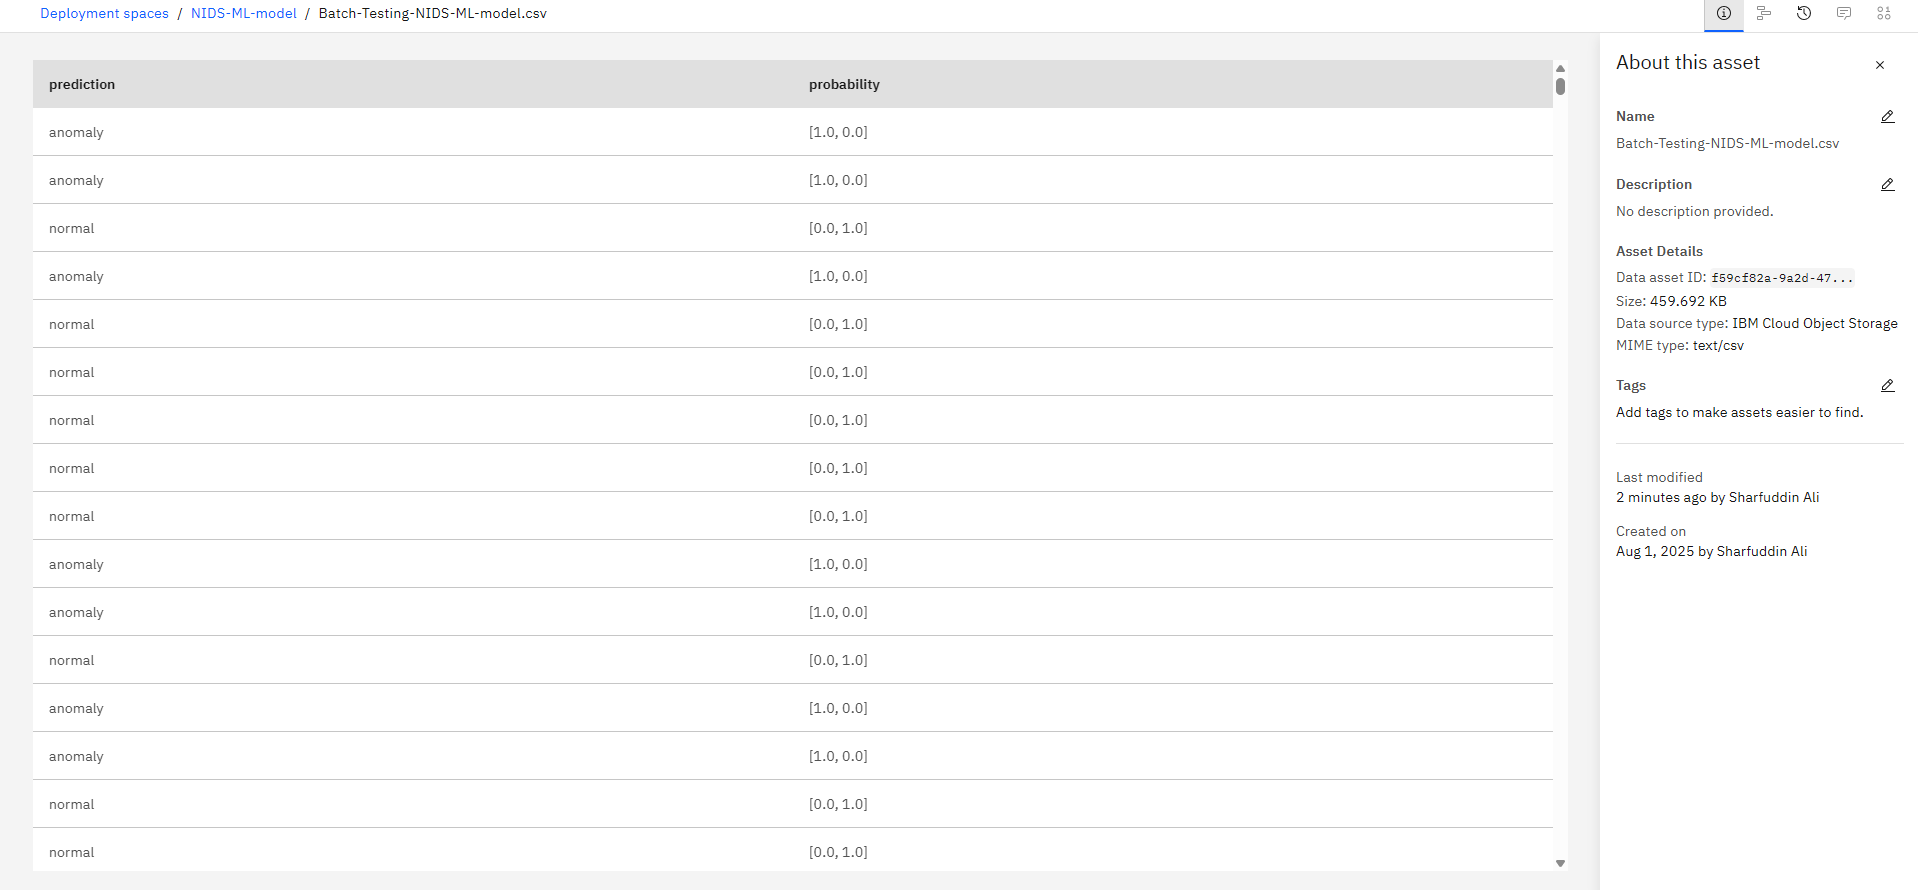 Deployment spaces / NIDS-ML-model / Batch-Testing-NIDS-ML-model.csv
prediction probability
anomaly [1.0, 0.0]
anomaly [1.0, 0.0]
normal [0.0, 1.0]
anomaly [1.0, 0.0]
normal [0.0, 1.0]
normal [0.0, 1.0]
normal [0.0, 1.0]
normal [0.0, 1.0]
normal [0.0, 1.0]
anomaly [1.0, 0.0]
anomaly [1.0, 0.0]
normal [0.0, 1.0]
anomaly [1.0, 0.0]
anomaly [1.0, 0.0]
normal [0.0, 1.0]
normal [0.0, 1.0]
About this asset
Name
Batch-Testing-NIDS-ML-model.csv
Description
No description provided.
Asset Details
Data asset ID: f59cf82a-9a2d-47...
Size: 459.692 KB
Data source type: IBM Cloud Object Storage
MIME type: text/csv
Tags
Add tags to make assets easier to find.
Last modified
2 minutes ago by Sharfuddin Ali
Created on
Aug 1, 2025 by Sharfuddin Ali